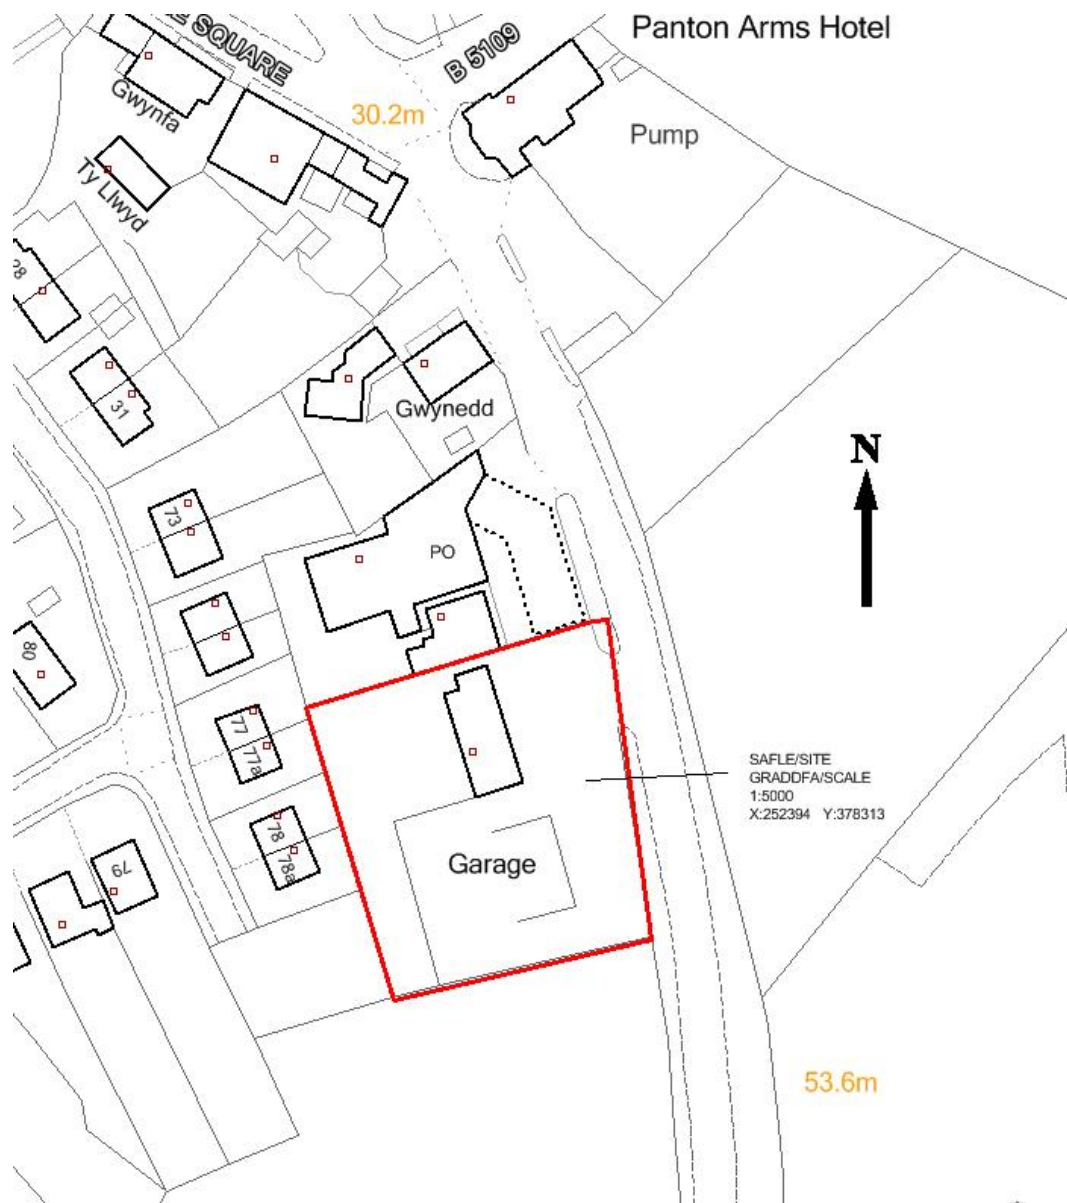 Panton Arms Hotel
E SQUARE
B 5109
Gwynfa
30.2m
Pump
Ty Llwyd
28
31
Gwynedd
N
73
PO
80
77
77a
SAFLE/SITE
GRADDFA/SCALE
1:5000
X:252394 Y:378313
78
78a
79
Garage
53.6m